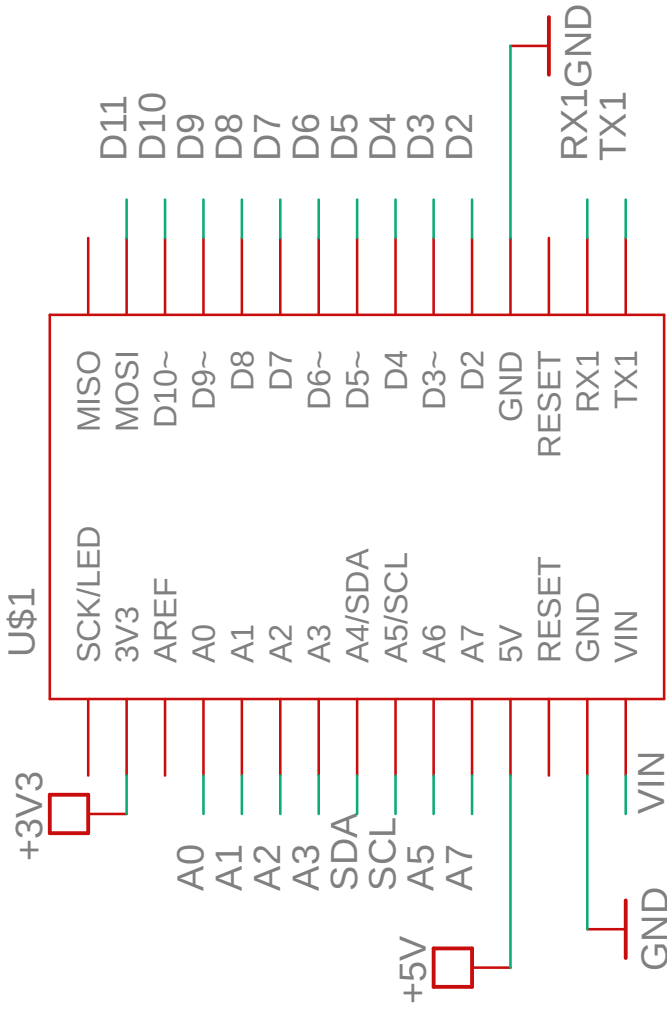 U$1
+3V3
+5V
SCK/LED
3V3
AREF
A0
A1
A2
A3
A4/SDA
A5/SCL
A6
A7
5V
RESET
GND
VIN
MISO
MOSI
D10~
D9~
D8
D7
D6~
D5~
D4
D3~
D2
GND
RESET
RX1
TX1
A0
A1
A2
A3
SDA
SCL
A5
A7
GND
VIN
D11
D10
D9
D8
D7
D6
D5
D4
D3
D2
GND
RX1
TX1